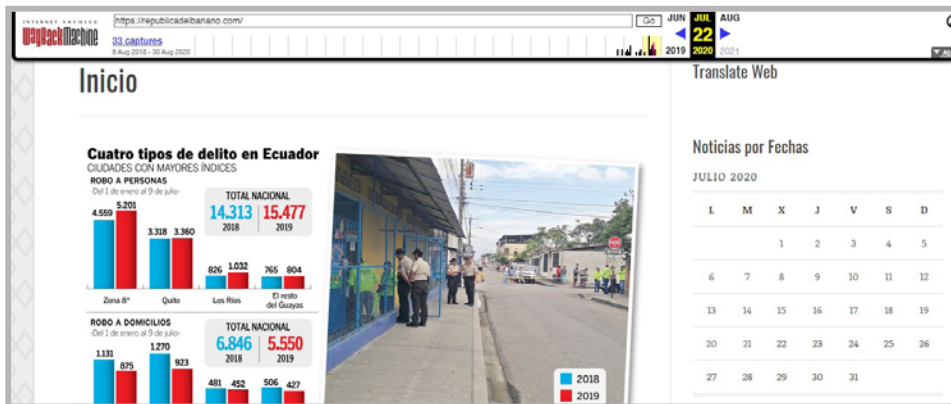 INTERNET ARCHIVE
WayBackMachine
https://republicadelbanano.com/
Go
JUN
JUL
AUG
33 captures
22
6 Aug 2018 - 30 Aug 2020
2019
2020
2021
Inicio
Translate Web
Cuatro tipos de delito en Ecuador
CIUDADES CON MAYORES ÍNDICES
ROBO A PERSONAS
-Del 1 de enero al 9 de julio-
TOTAL NACIONAL
14.313 15.477
2018 2019
4.559 5.201
3.318 3.360
826 1.032
765 804
Zona 8*
Quito
Los Ríos
El resto
del Guayas
ROBO A DOMICILIOS
-Del 1 de enero al 9 de julio-
TOTAL NACIONAL
6.846 5.550
2018 2019
1.131 875
1.270 923
481 452
506 427
2018
2019
Noticias por Fechas
JULIO 2020
L M X J V S D
1 2 3 4 5
6 7 8 9 10 11 12
13 14 15 16 17 18 19
20 21 22 23 24 25 26
27 28 29 30 31